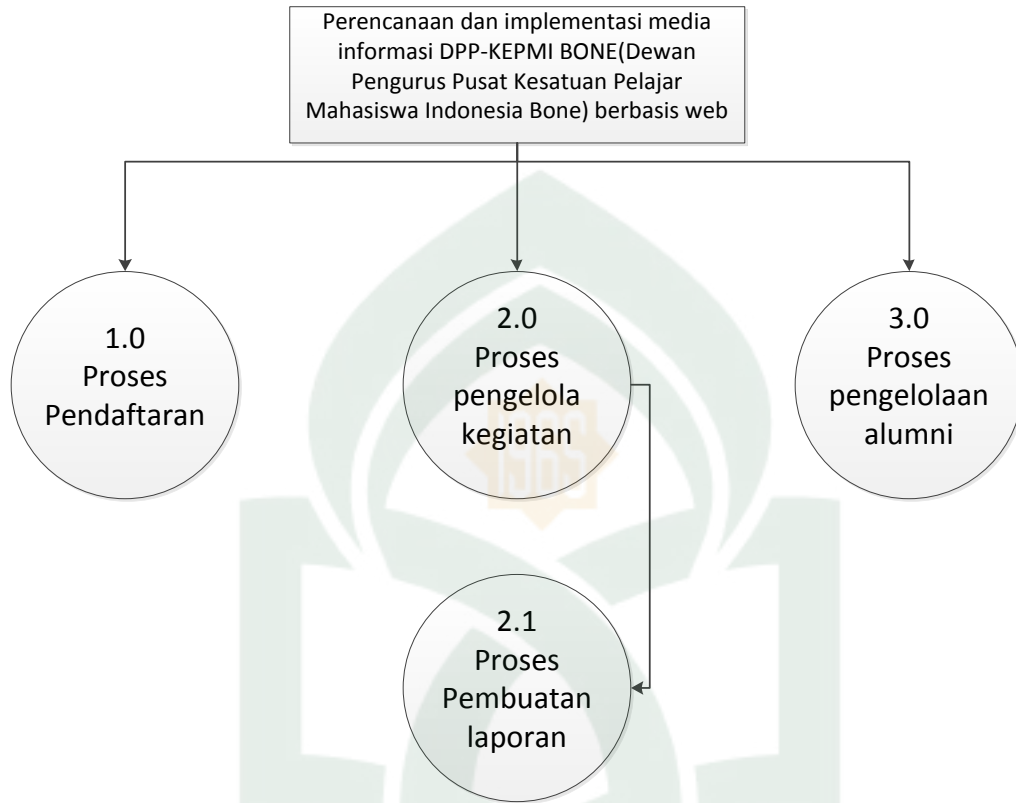 Perencanaan dan implementasi media
informasi DPP-KEPMI BONE(Dewan
Pengurus Pusat Kesatuan Pelajar
Mahasiswa Indonesia Bone) berbasis web
1.0
Proses
Pendaftaran
2.0
Proses
pengelola
kegiatan
3.0
Proses
pengelolaan
alumni
1965
2.1
Proses
Pembuatan
laporan